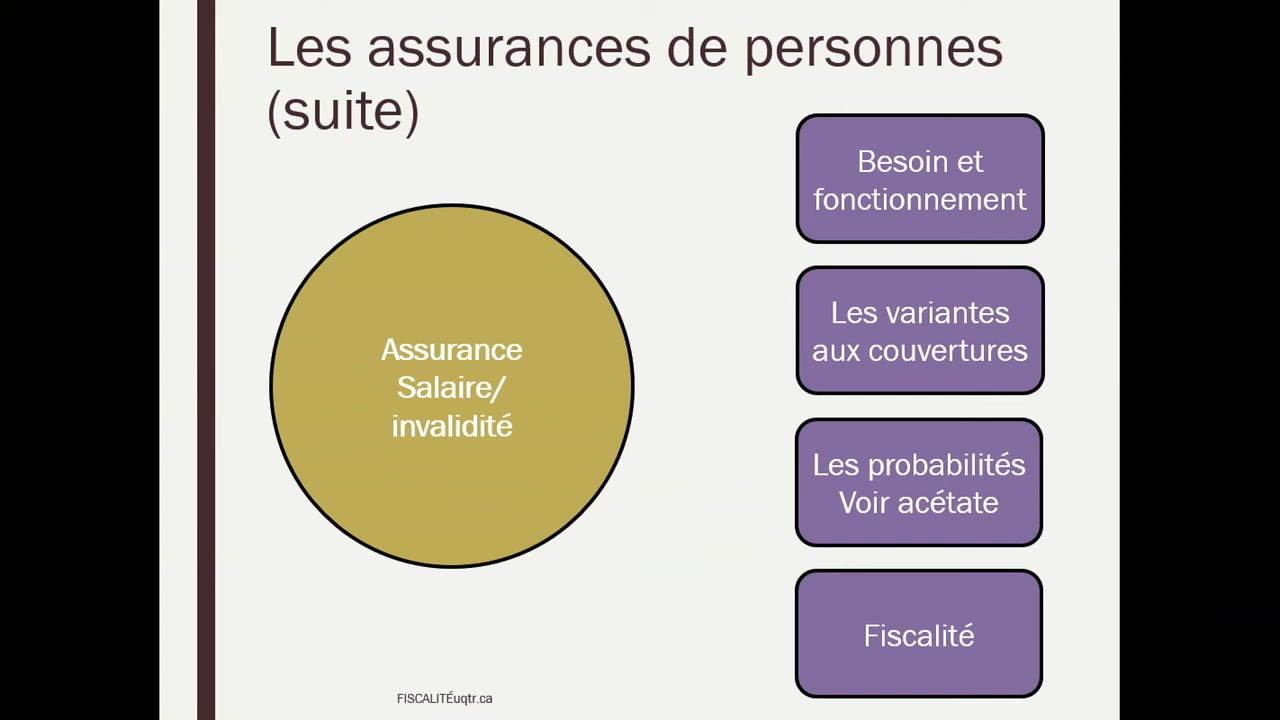 Les assurances de personnes
(suite)
Besoin et
fonctionnement
Assurance
Salaire/
invalidité
Les variantes
aux couvertures
Les probabilités
Voir acétate
Fiscalité
FISCALITÉuqtr.ca